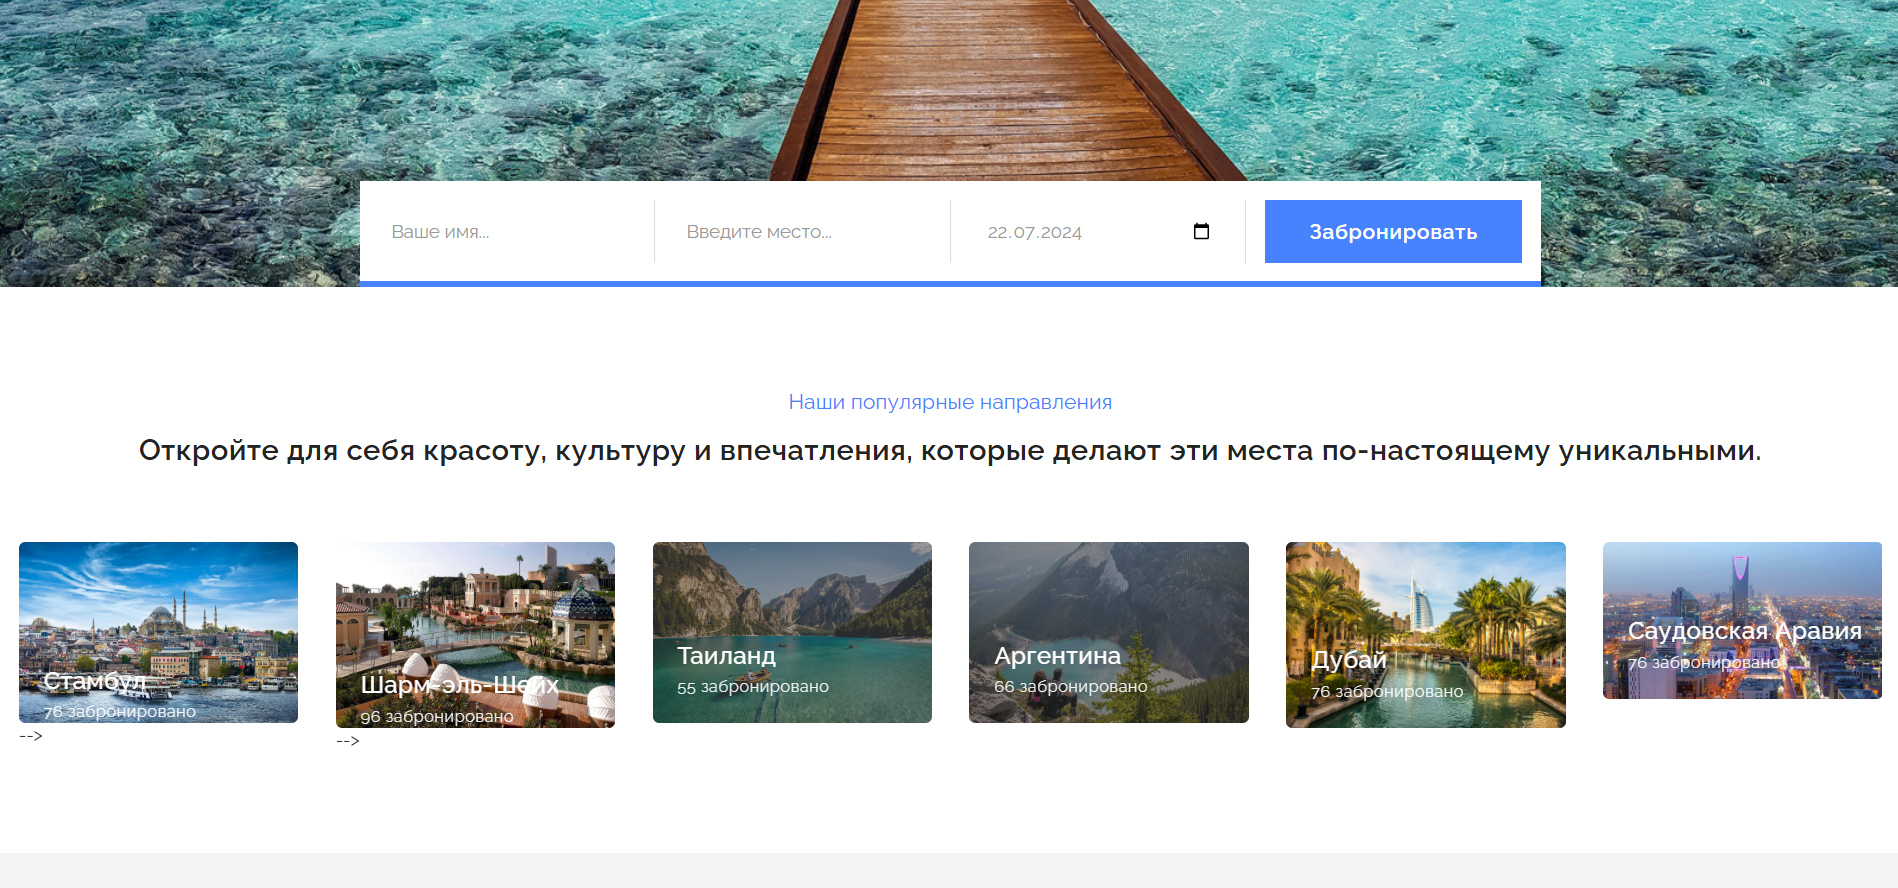 Ваше имя...
Введите место...
22.07.2024
Забронировать
Наши популярные направления
Откройте для себя красоту, культуру и впечатления, которые делают эти места по-настоящему уникальными.
Стамбул
76 забронировано
-->
Шарм-эль-Шейх
96 забронировано
-->
Таиланд
55 забронировано
Аргентина
66 забронировано
Дубай
76 забронировано
Саудовская Аравия
76 забронировано